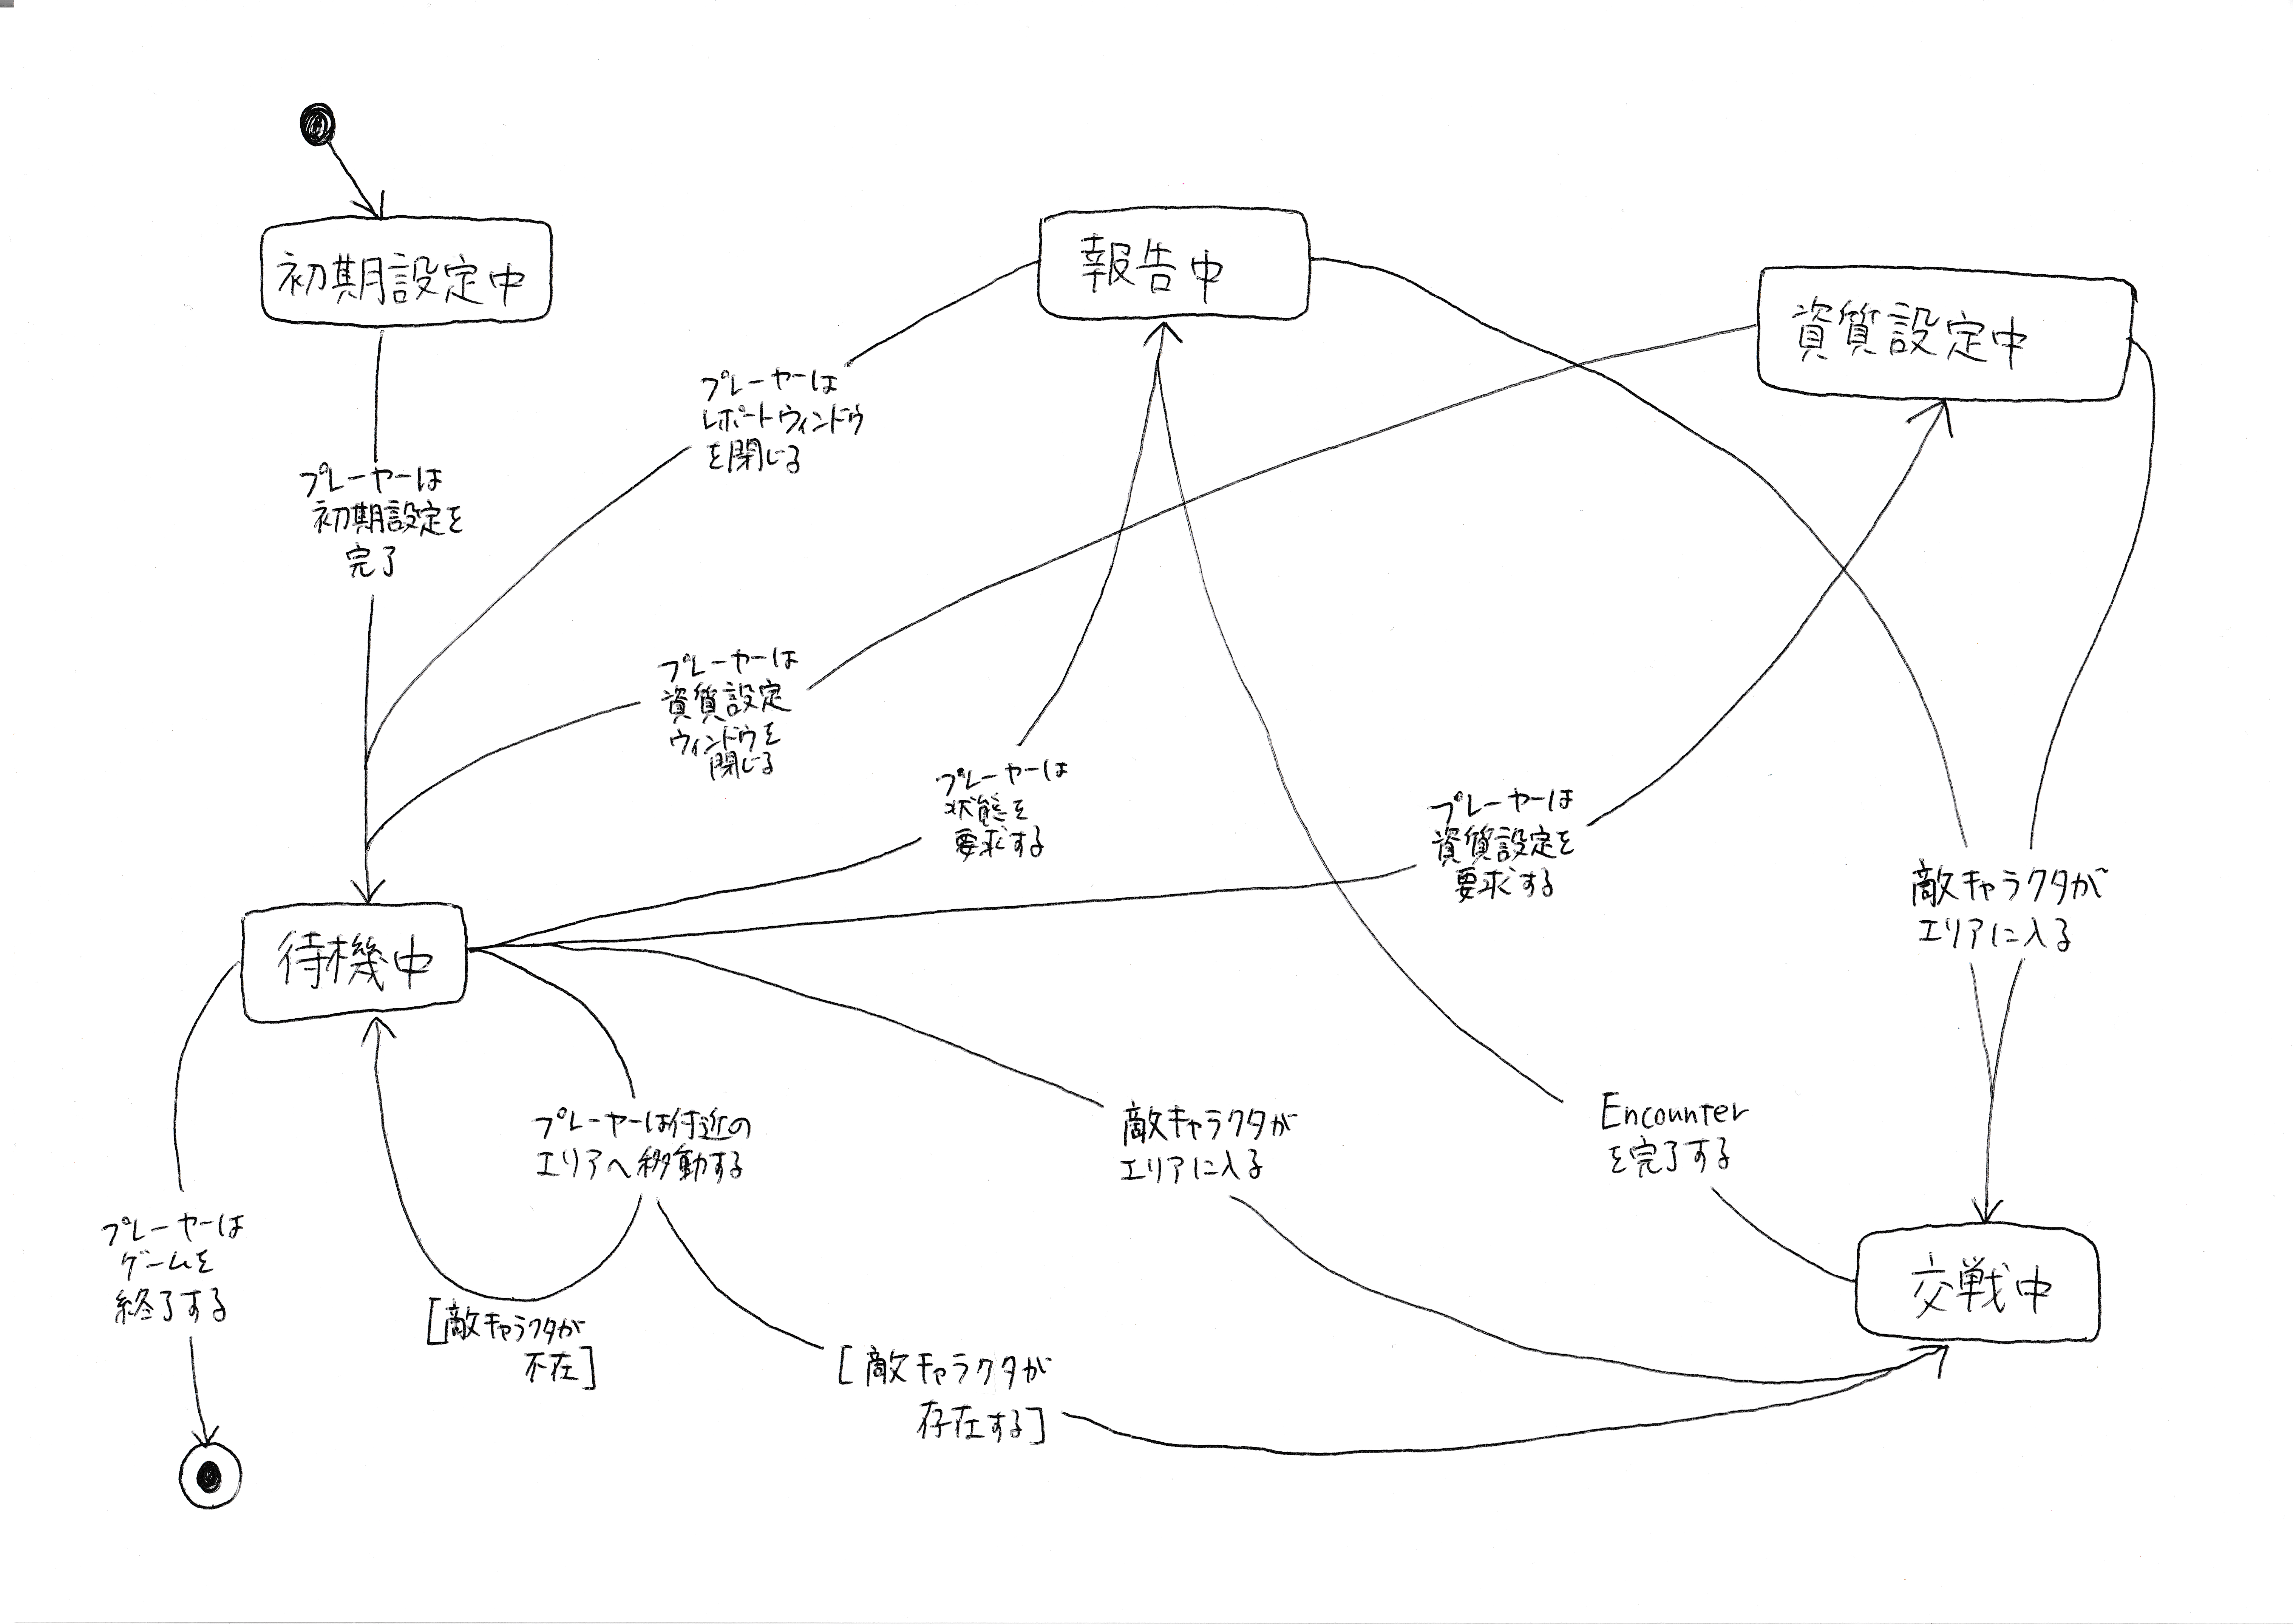 初期設定中
報告中
資質設定中
プレーヤーは
レポートウィンドウ
を閉じる
プレーヤーは
初期設定を
完了
プレーヤーは
資質設定
ウィンドウを
閉じる
プレーヤーは
状態を
要求する
プレーヤーは
資質設定を
要求する
敵キャラクタが
エリアに入る
待機中
プレーヤーは付近の
エリアへ移動する
敵キャラクタが
エリアに入る
Encounter
を完了する
プレーヤーは
ゲームを
終了する
[敵キャラクタが
不在]
[敵キャラクタが
存在する]
交戦中